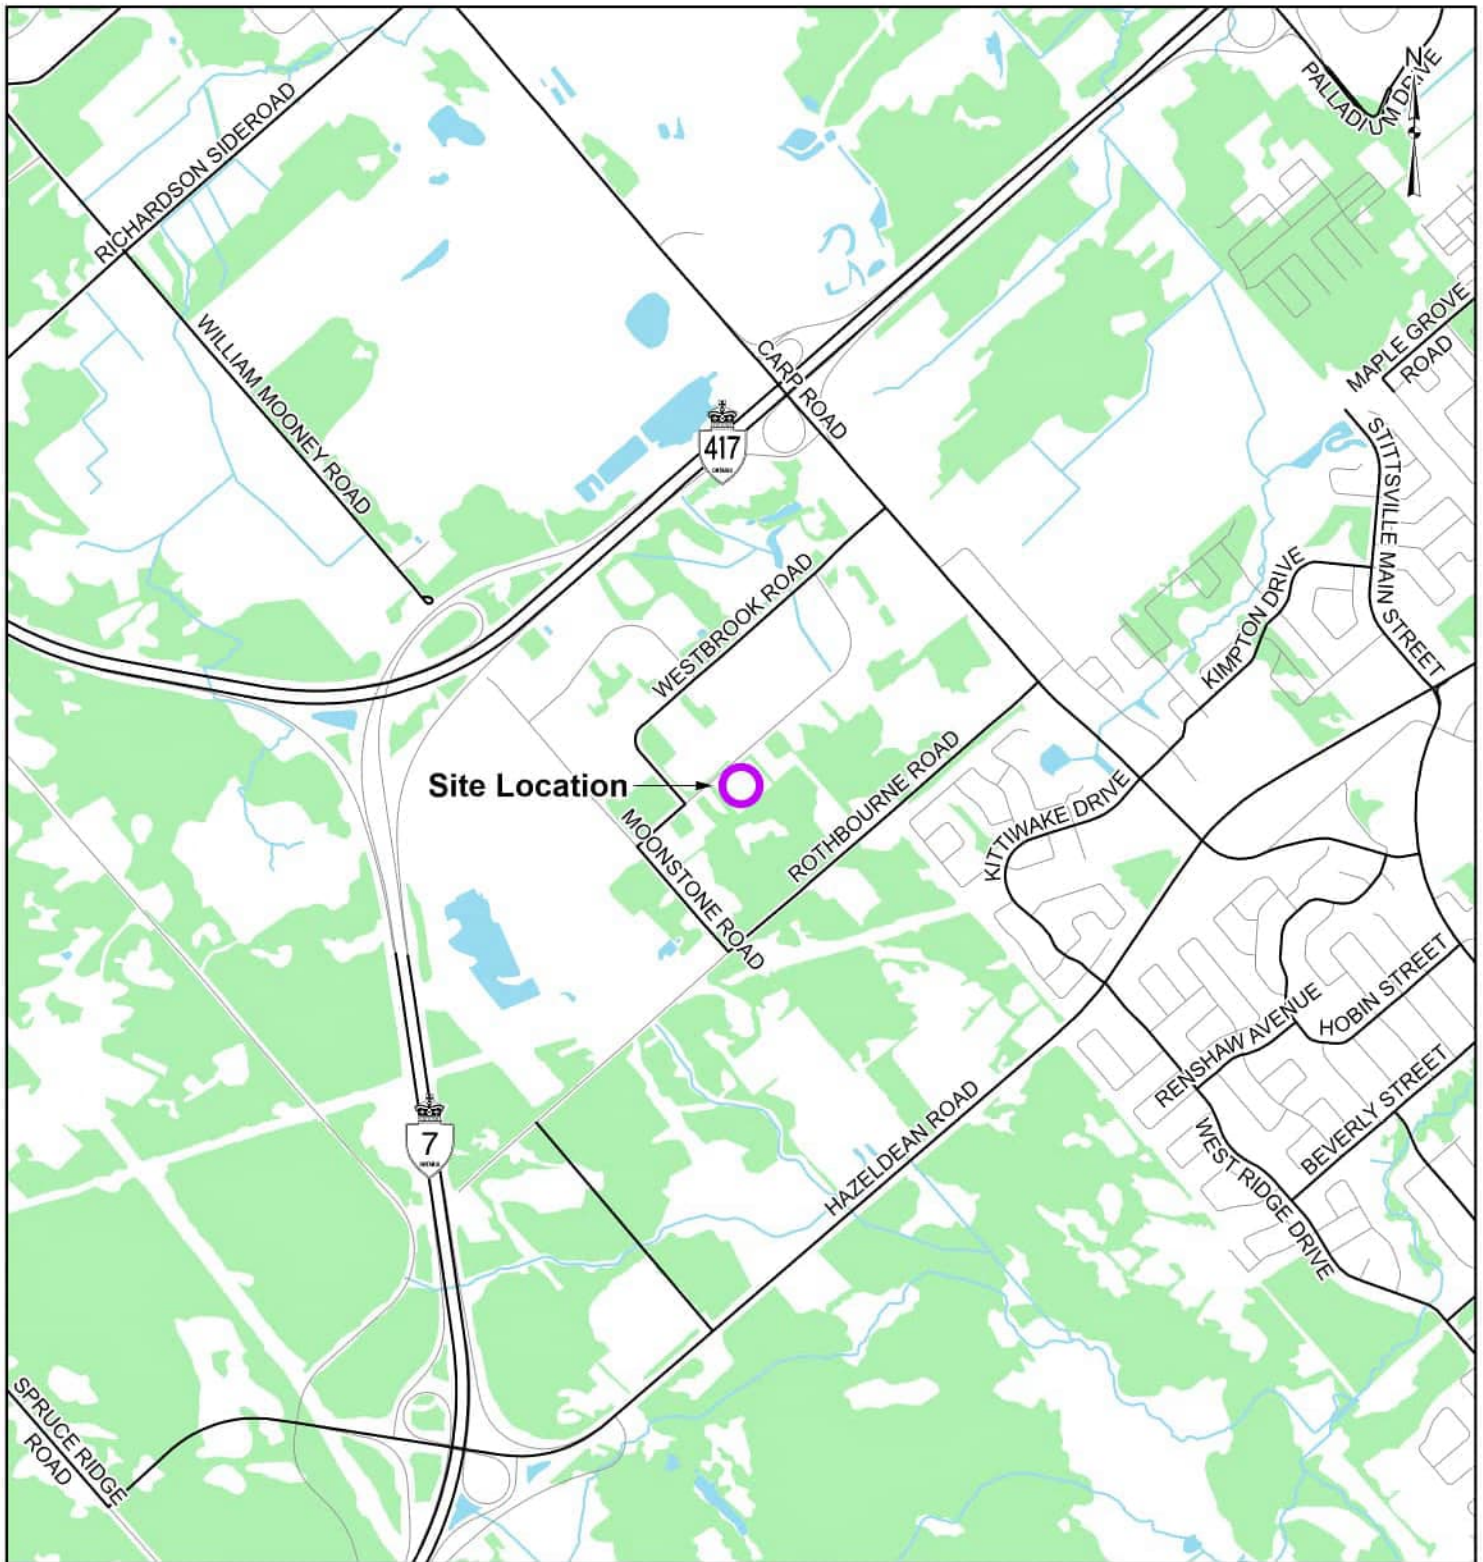 N
PALLADIUM DRIVE
RICHARDSON SIDEROAD
WILLIAM MOONEY ROAD
MAPLE GROVE
ROAD
CARP ROAD
417
ONTARIO
STITTSVILLE MAIN STREET
WESTBROOK ROAD
KIMPTON DRIVE
Site Location
ROTHBOURNE ROAD
KITTIWAKE DRIVE
MOONSTONE ROAD
HOBIN STREET
RENSHAW AVENUE
BEVERLY STREET
HAZELDEAN ROAD
7
WEST RIDGE DRIVE
SPRUCE RIDGE
ROAD